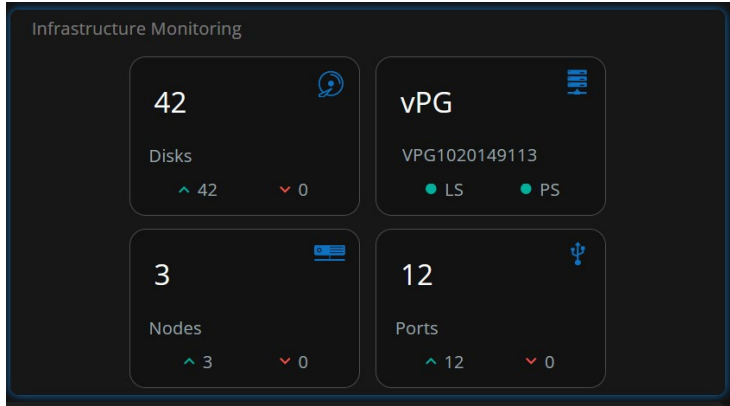 Infrastructure Monitoring
42
Disks
42 0
vPG
VPG1020149113
LS PS
3
Nodes
3 0
12
Ports
12 0